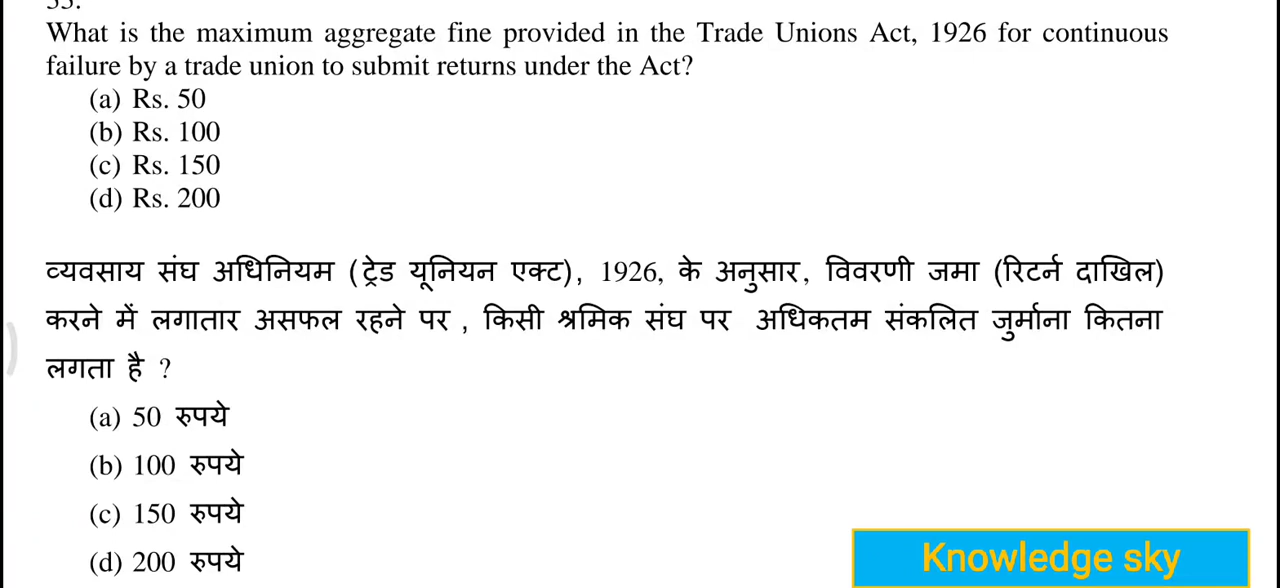 What is the maximum aggregate fine provided in the Trade Unions Act, 1926 for continuous
failure by a trade union to submit returns under the Act?
(a) Rs. 50
(b) Rs. 100
(c) Rs. 150
(d) Rs. 200
व्यवसाय संघ अधिनियम (ट्रेड यूनियन एक्ट), 1926, के अनुसार, विवरणी जमा (रिटर्न दाखिल)
करने में लगातार असफल रहने पर , किसी श्रमिक संघ पर अधिकतम संकलित जुर्माना कितना
लगता है ?
(a) 50 रुपये
(b) 100 रुपये
(c) 150 रुपये
(d) 200 रुपये
Knowledge sky